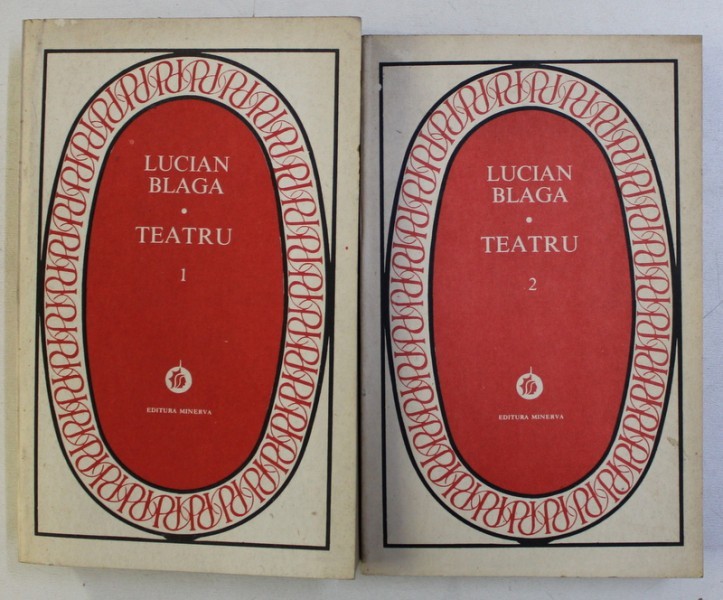 LUCIAN
BLAGA
•
TEATRU
1
EDITURA MINERVA
LUCIAN
BLAGA
•
TEATRU
2
EDITURA MINERVA